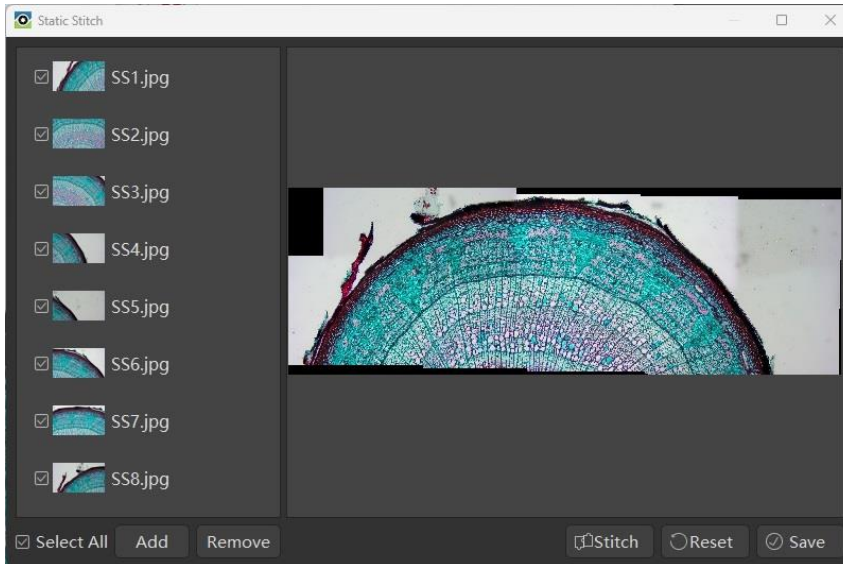 Static Stitch
SS1.jpg
SS2.jpg
SS3.jpg
SS4.jpg
SS5.jpg
SS6.jpg
SS7.jpg
SS8.jpg
Select All Add Remove Stitch Reset Save